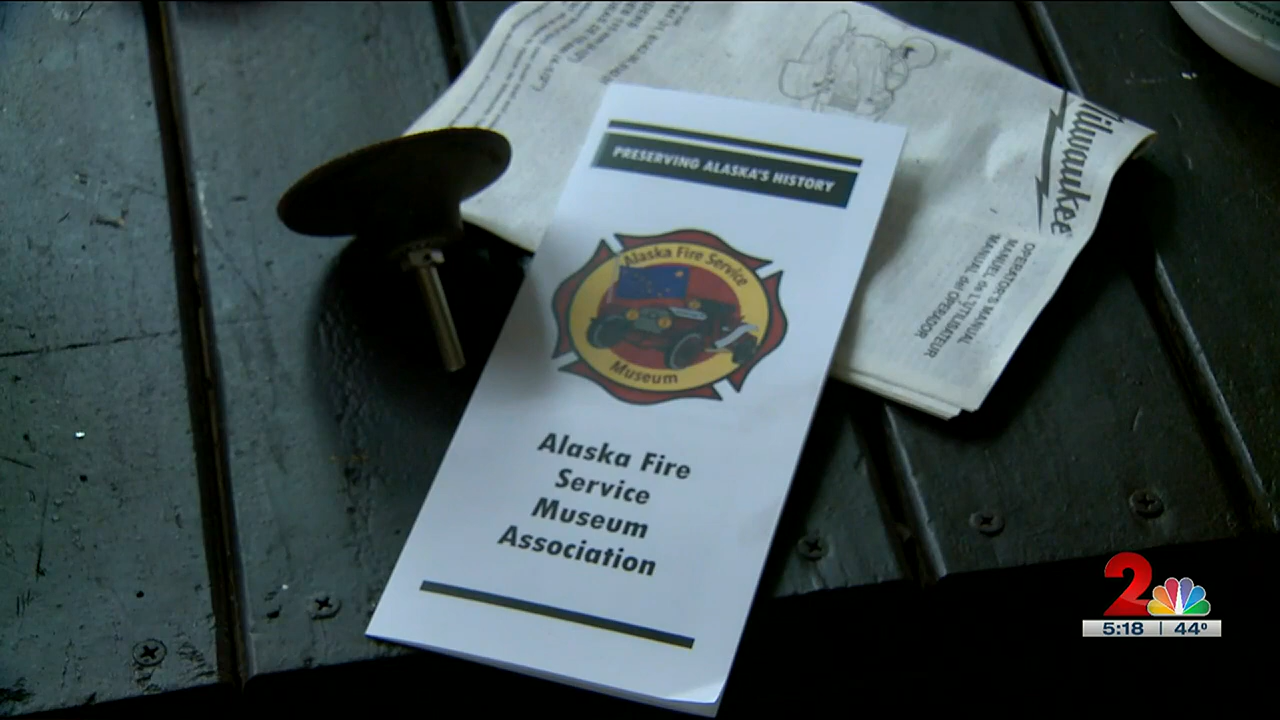 PRESERVING ALASKA'S HISTORY
Alaska Fire Service
Museum
Alaska Fire
Service
Museum
Association
Milwaukee
OPERATOR'S MANUAL
MANUEL de L'UTILISATEUR
MANUAL del OPERADOR
2
5:18 | 44°